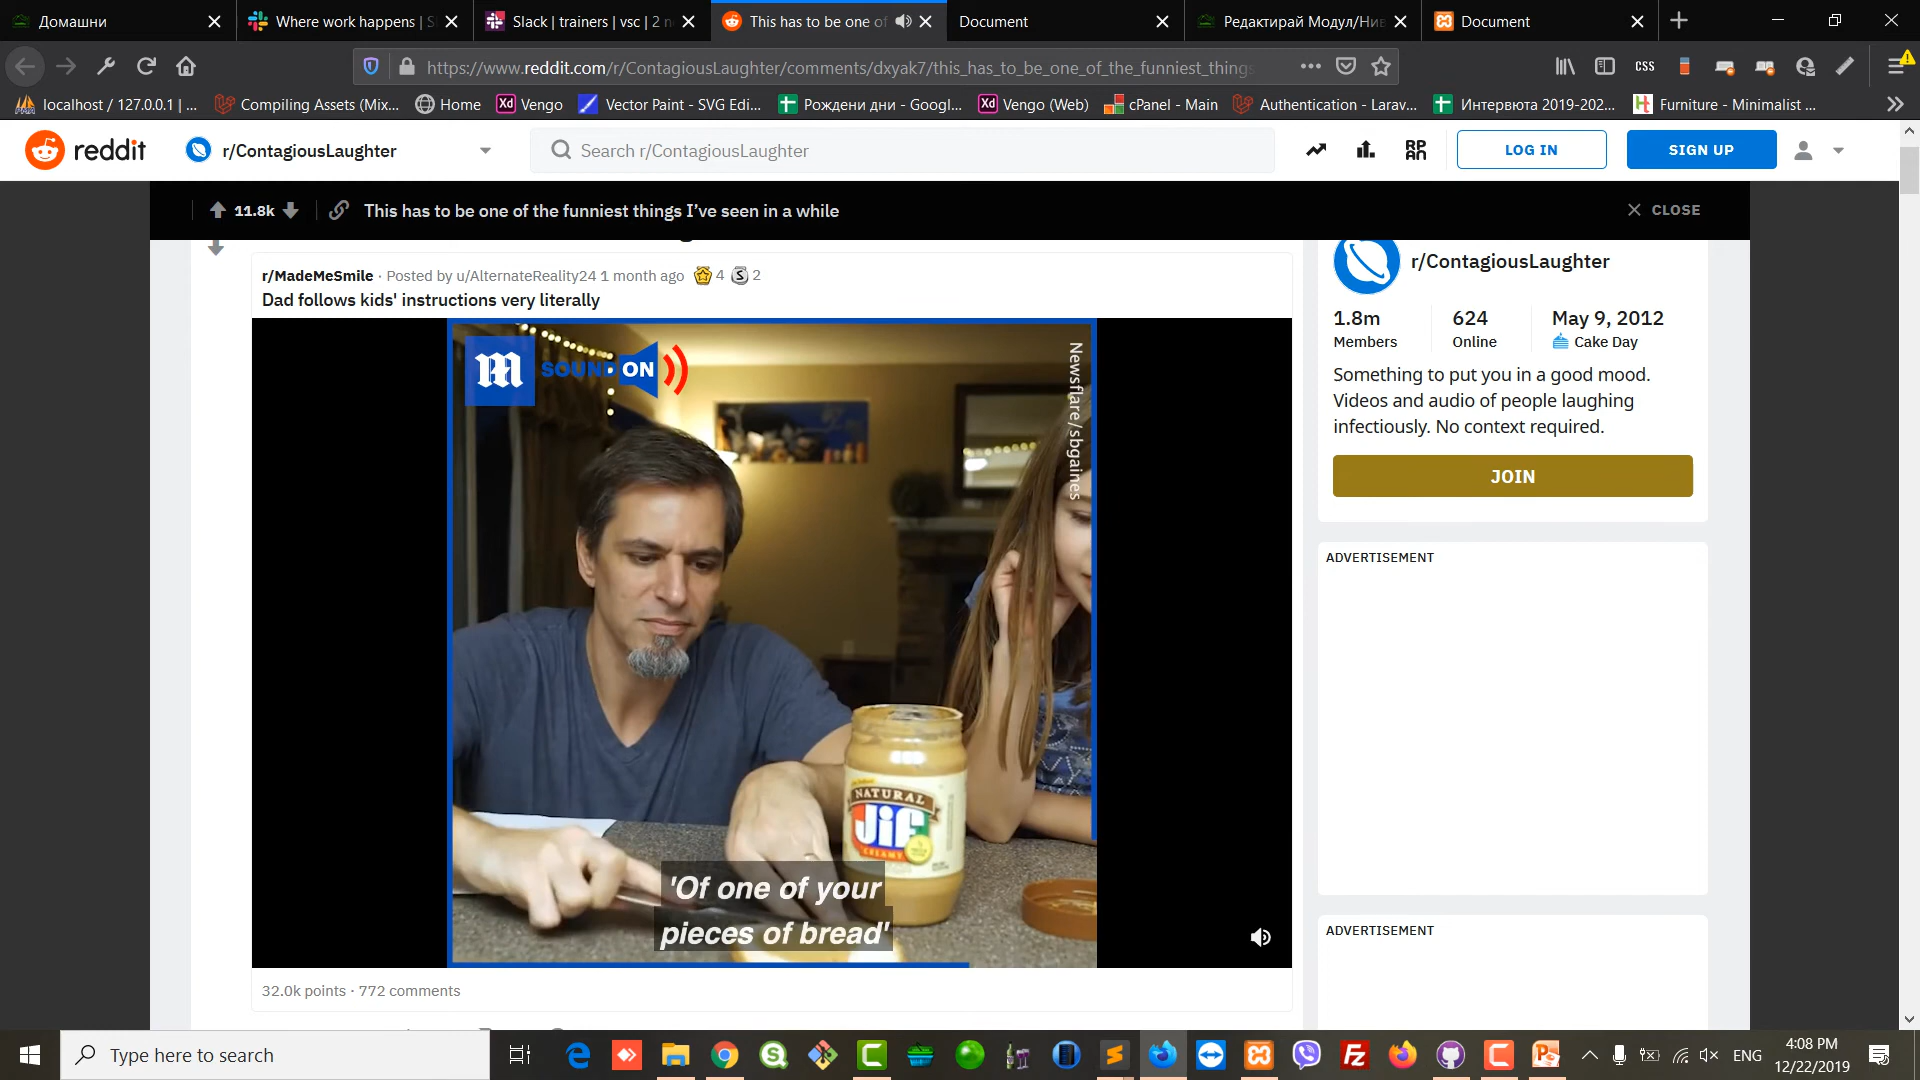 Домашни
Where work happens | S
Slack | trainers | vsc | 2 n
This has to be one of
Document
Редактирай Модул/Нив
Document
https://www.reddit.com/r/ContagiousLaughter/comments/dxyak7/this_has_to_be_one_of_the_funniest_things
CSS
localhost / 127.0.0.1 | ...
Compiling Assets (Mix...
Home
Xd Vengo
Vector Paint - SVG Edi...
Рождени дни - Googl...
Xd Vengo (Web)
cPanel - Main
Authentication - Larav...
Интервюта 2019-202...
Furniture - Minimalist ...
reddit
r/ContagiousLaughter
Search r/ContagiousLaughter
LOG IN
SIGN UP
11.8k
This has to be one of the funniest things I've seen in a while
CLOSE
r/MadeMeSmile · Posted by u/AlternateReality24 1 month ago 4 2
Dad follows kids' instructions very literally
SOUND ON
Newsflare/sbgaines
NATURAL
Jif
CREAMY
'Of one of your
pieces of bread'
32.0k points · 772 comments
r/ContagiousLaughter
1.8m
Members
624
Online
May 9, 2012
Cake Day
Something to put you in a good mood.
Videos and audio of people laughing
infectiously. No context required.
JOIN
ADVERTISEMENT
ADVERTISEMENT
Type here to search
ENG
4:08 PM
12/22/2019